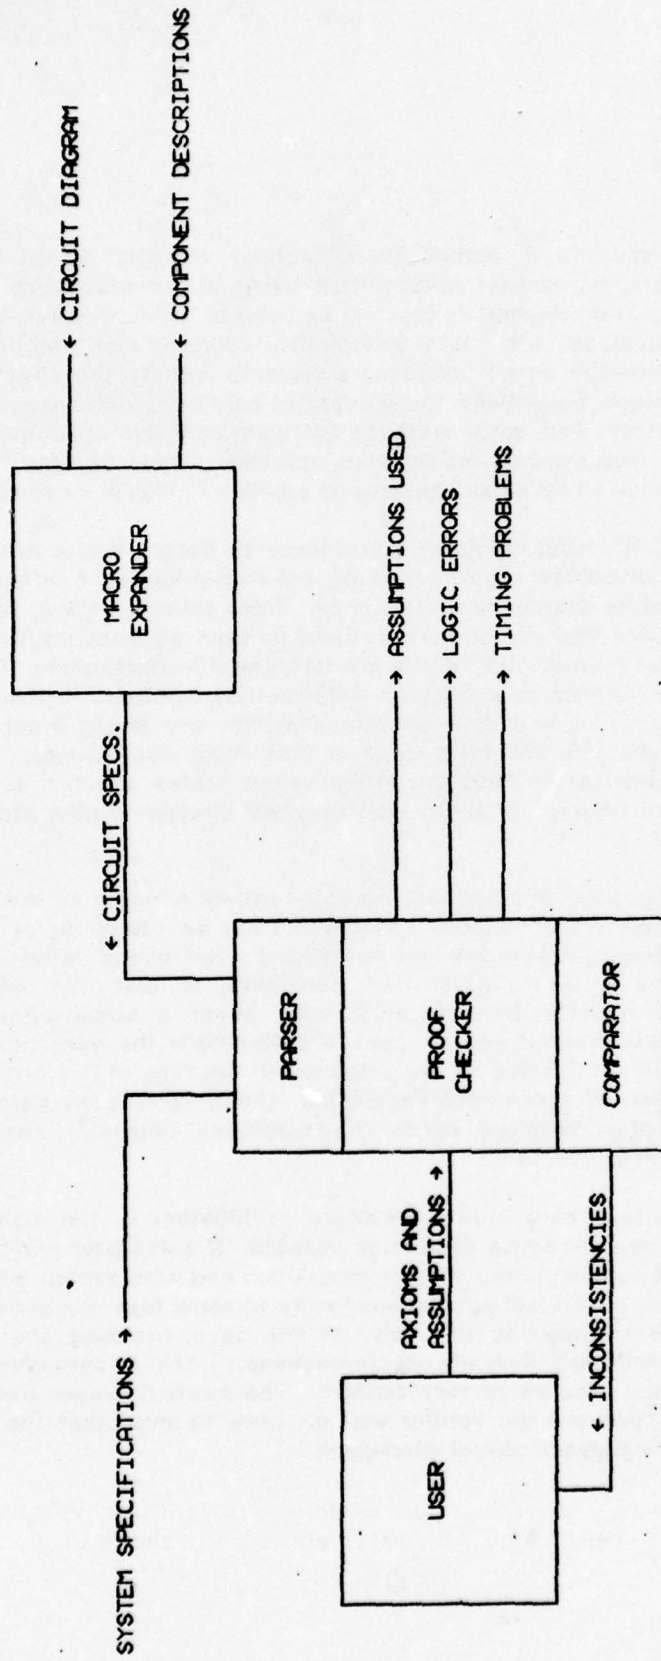 SYSTEM SPECIFICATIONS →
← CIRCUIT SPECS.
MACRO
EXPANDER
← CIRCUIT DIAGRAM
← COMPONENT DESCRIPTIONS
PARSER
PROOF
CHECKER
COMPARATOR
USER
AXIOMS AND
ASSUMPTIONS →
← INCONSISTENCIES
→ ASSUMPTIONS USED
→ LOGIC ERRORS
→ TIMING PROBLEMS